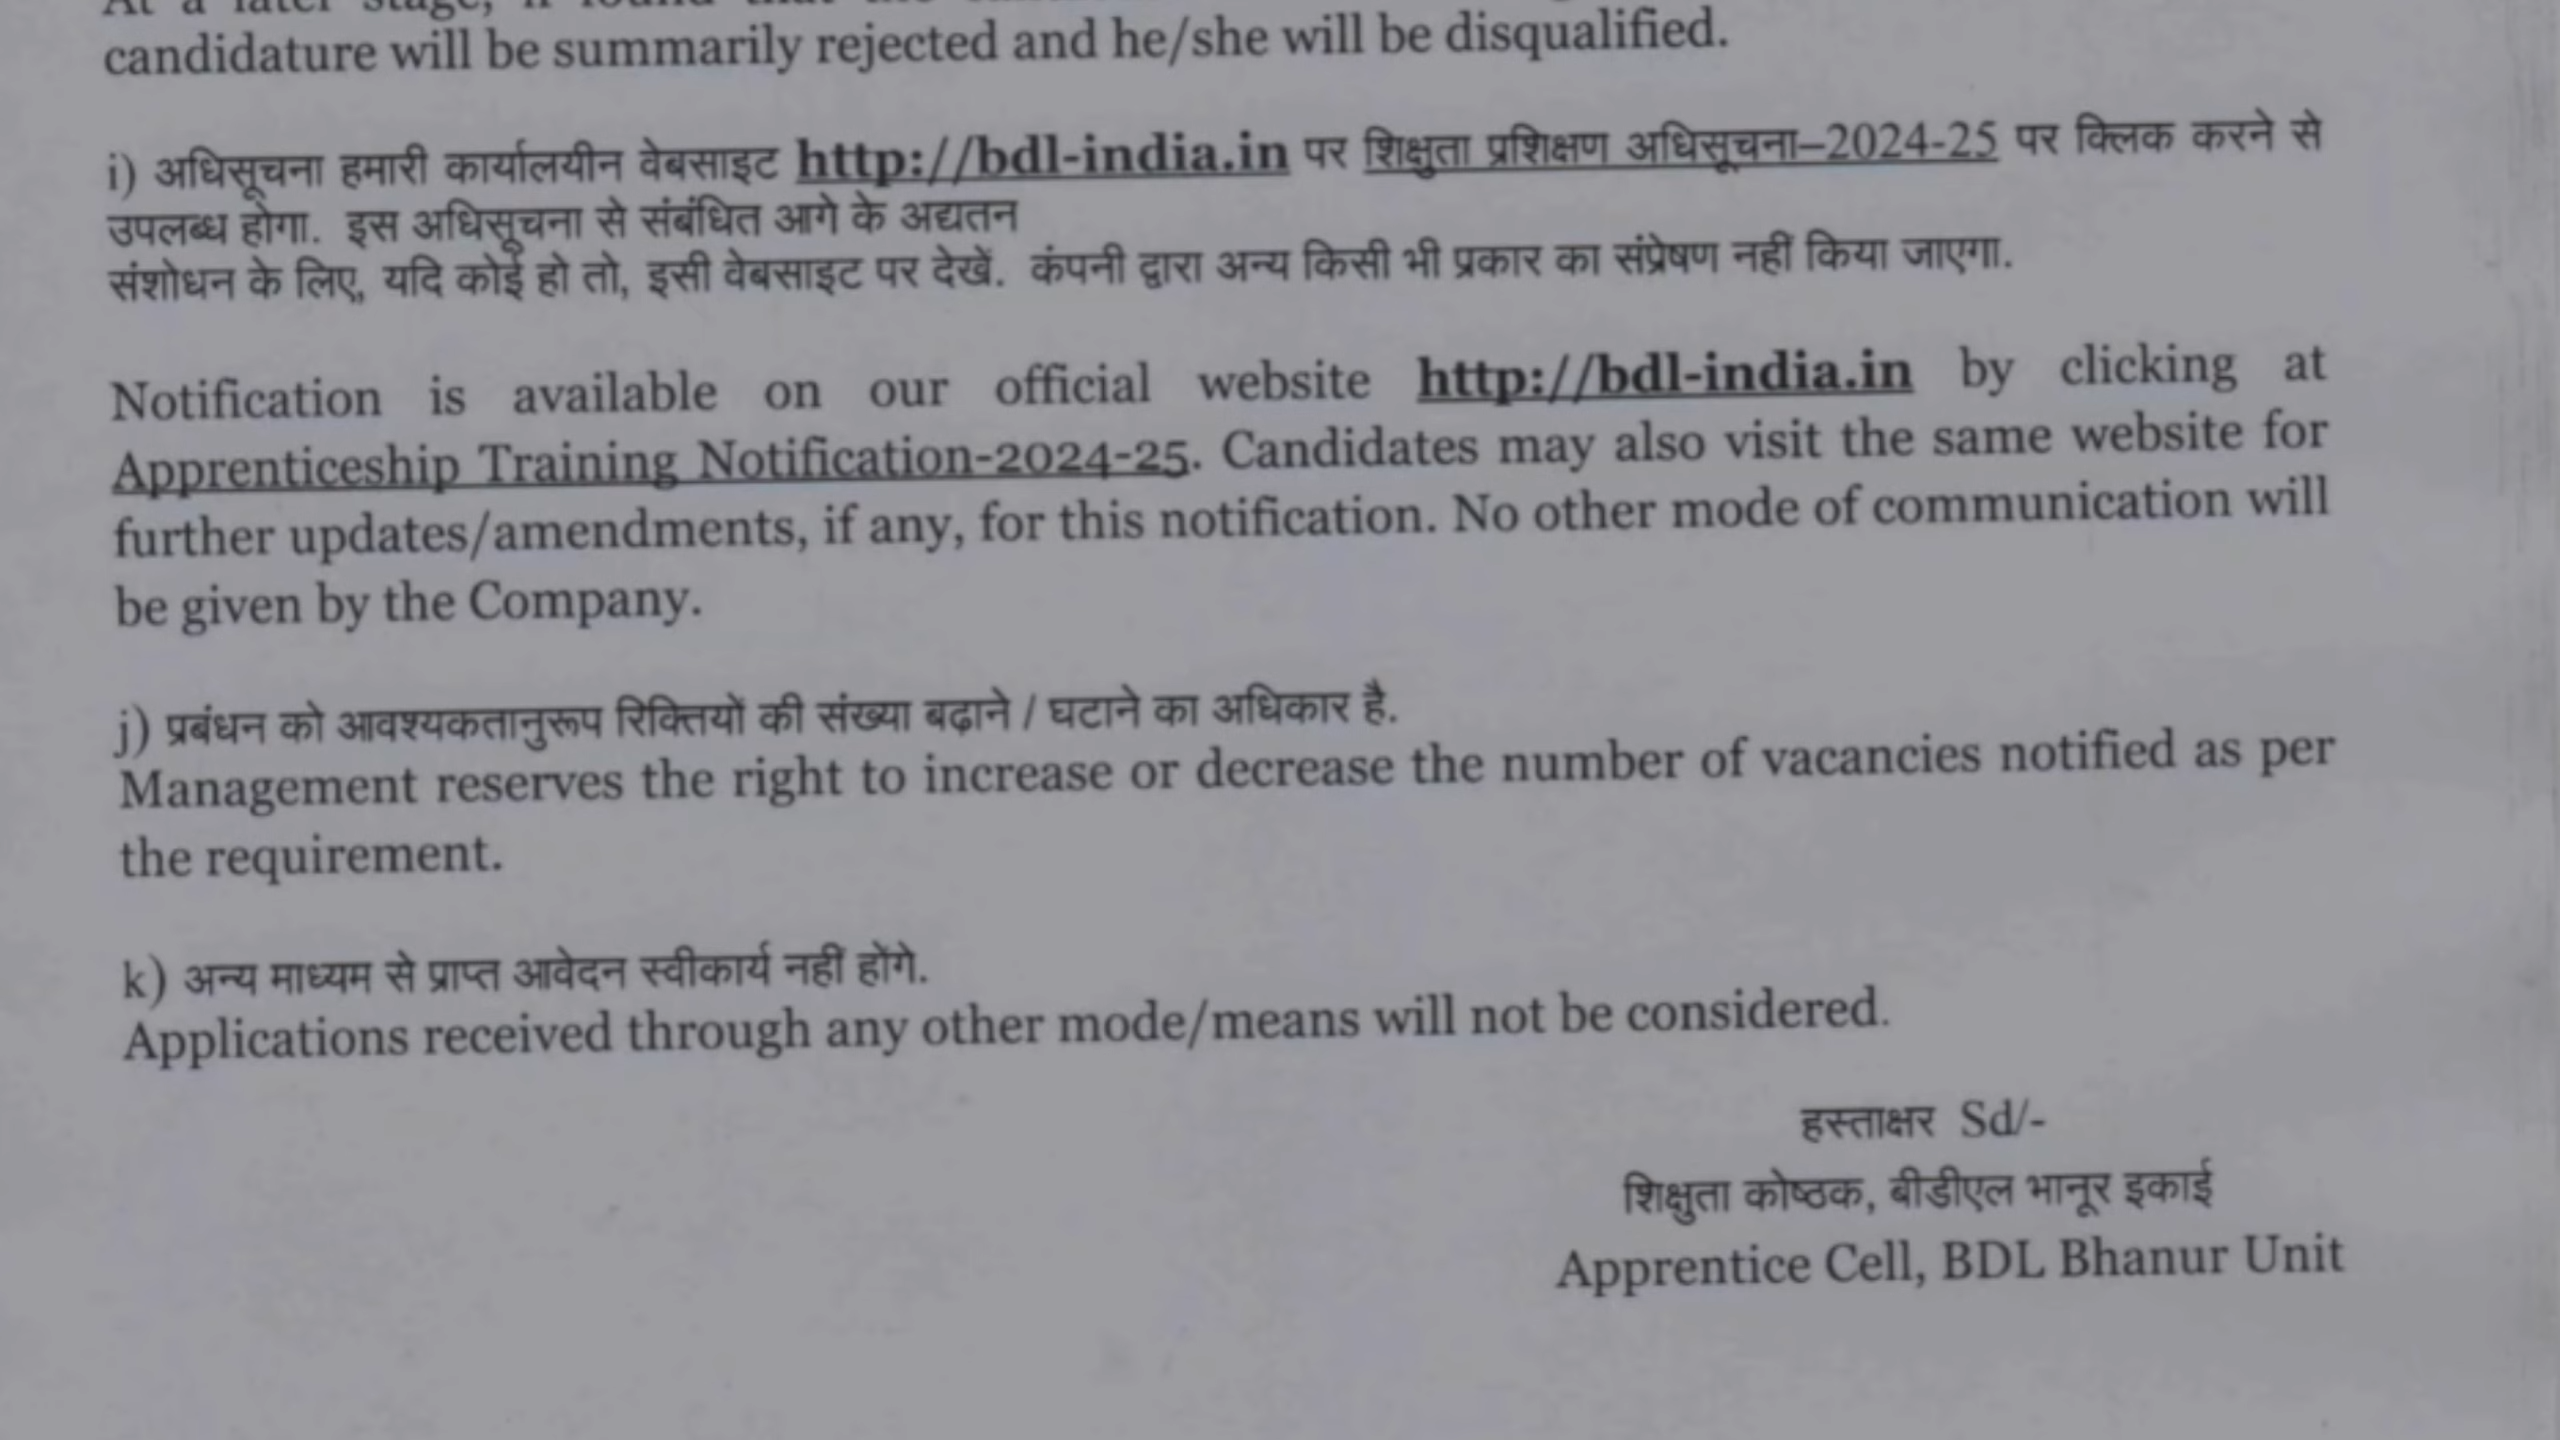 At a later stage, if found that the
candidature will be summarily rejected and he/she will be disqualified.
i) अधिसूचना हमारी कार्यालयीन वेबसाइट http://bdl-india.in पर शिक्षुता प्रशिक्षण अधिसूचना–2024-25 पर क्लिक करने से
उपलब्ध होगा. इस अधिसूचना से संबंधित आगे के अद्यतन
संशोधन के लिए, यदि कोई हो तो, इसी वेबसाइट पर देखें. कंपनी द्वारा अन्य किसी भी प्रकार का संप्रेषण नहीं किया जाएगा.
Notification is available on our official website http://bdl-india.in by clicking at
Apprenticeship Training Notification-2024-25. Candidates may also visit the same website for
further updates/amendments, if any, for this notification. No other mode of communication will
be given by the Company.
j) प्रबंधन को आवश्यकतानुरूप रिक्तियों की संख्या बढ़ाने / घटाने का अधिकार है.
Management reserves the right to increase or decrease the number of vacancies notified as per
the requirement.
k) अन्य माध्यम से प्राप्त आवेदन स्वीकार्य नहीं होंगे.
Applications received through any other mode/means will not be considered.
हस्ताक्षर Sd/-
शिक्षुता कोष्ठक, बीडीएल भानूर इकाई
Apprentice Cell, BDL Bhanur Unit